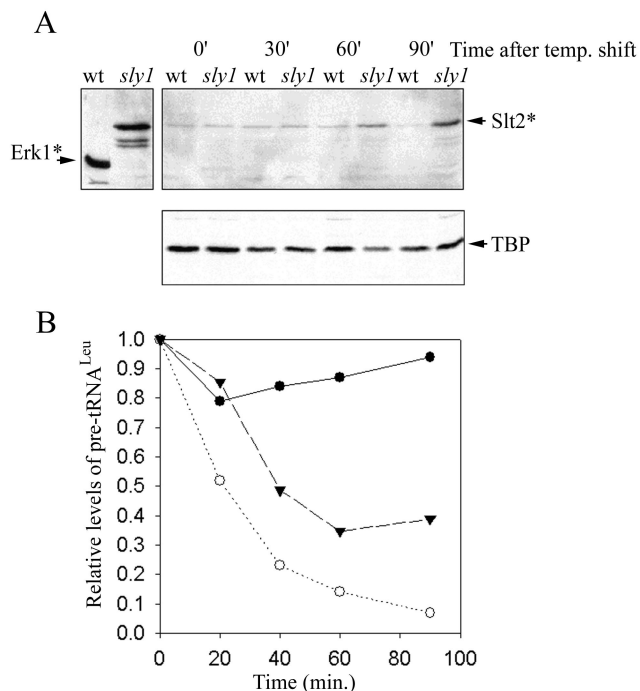 A
0' 30' 60' 90' Time after temp. shift
wt sly1 wt sly1 wt sly1 wt sly1 wt sly1
Slt2*
Erk1*
TBP
B
Relative levels of pre-tRNA^Leu
1.0
0.9
0.8
0.7
0.6
0.5
0.4
0.3
0.2
0.1
0.0
0 20 40 60 80 100
Time (min.)